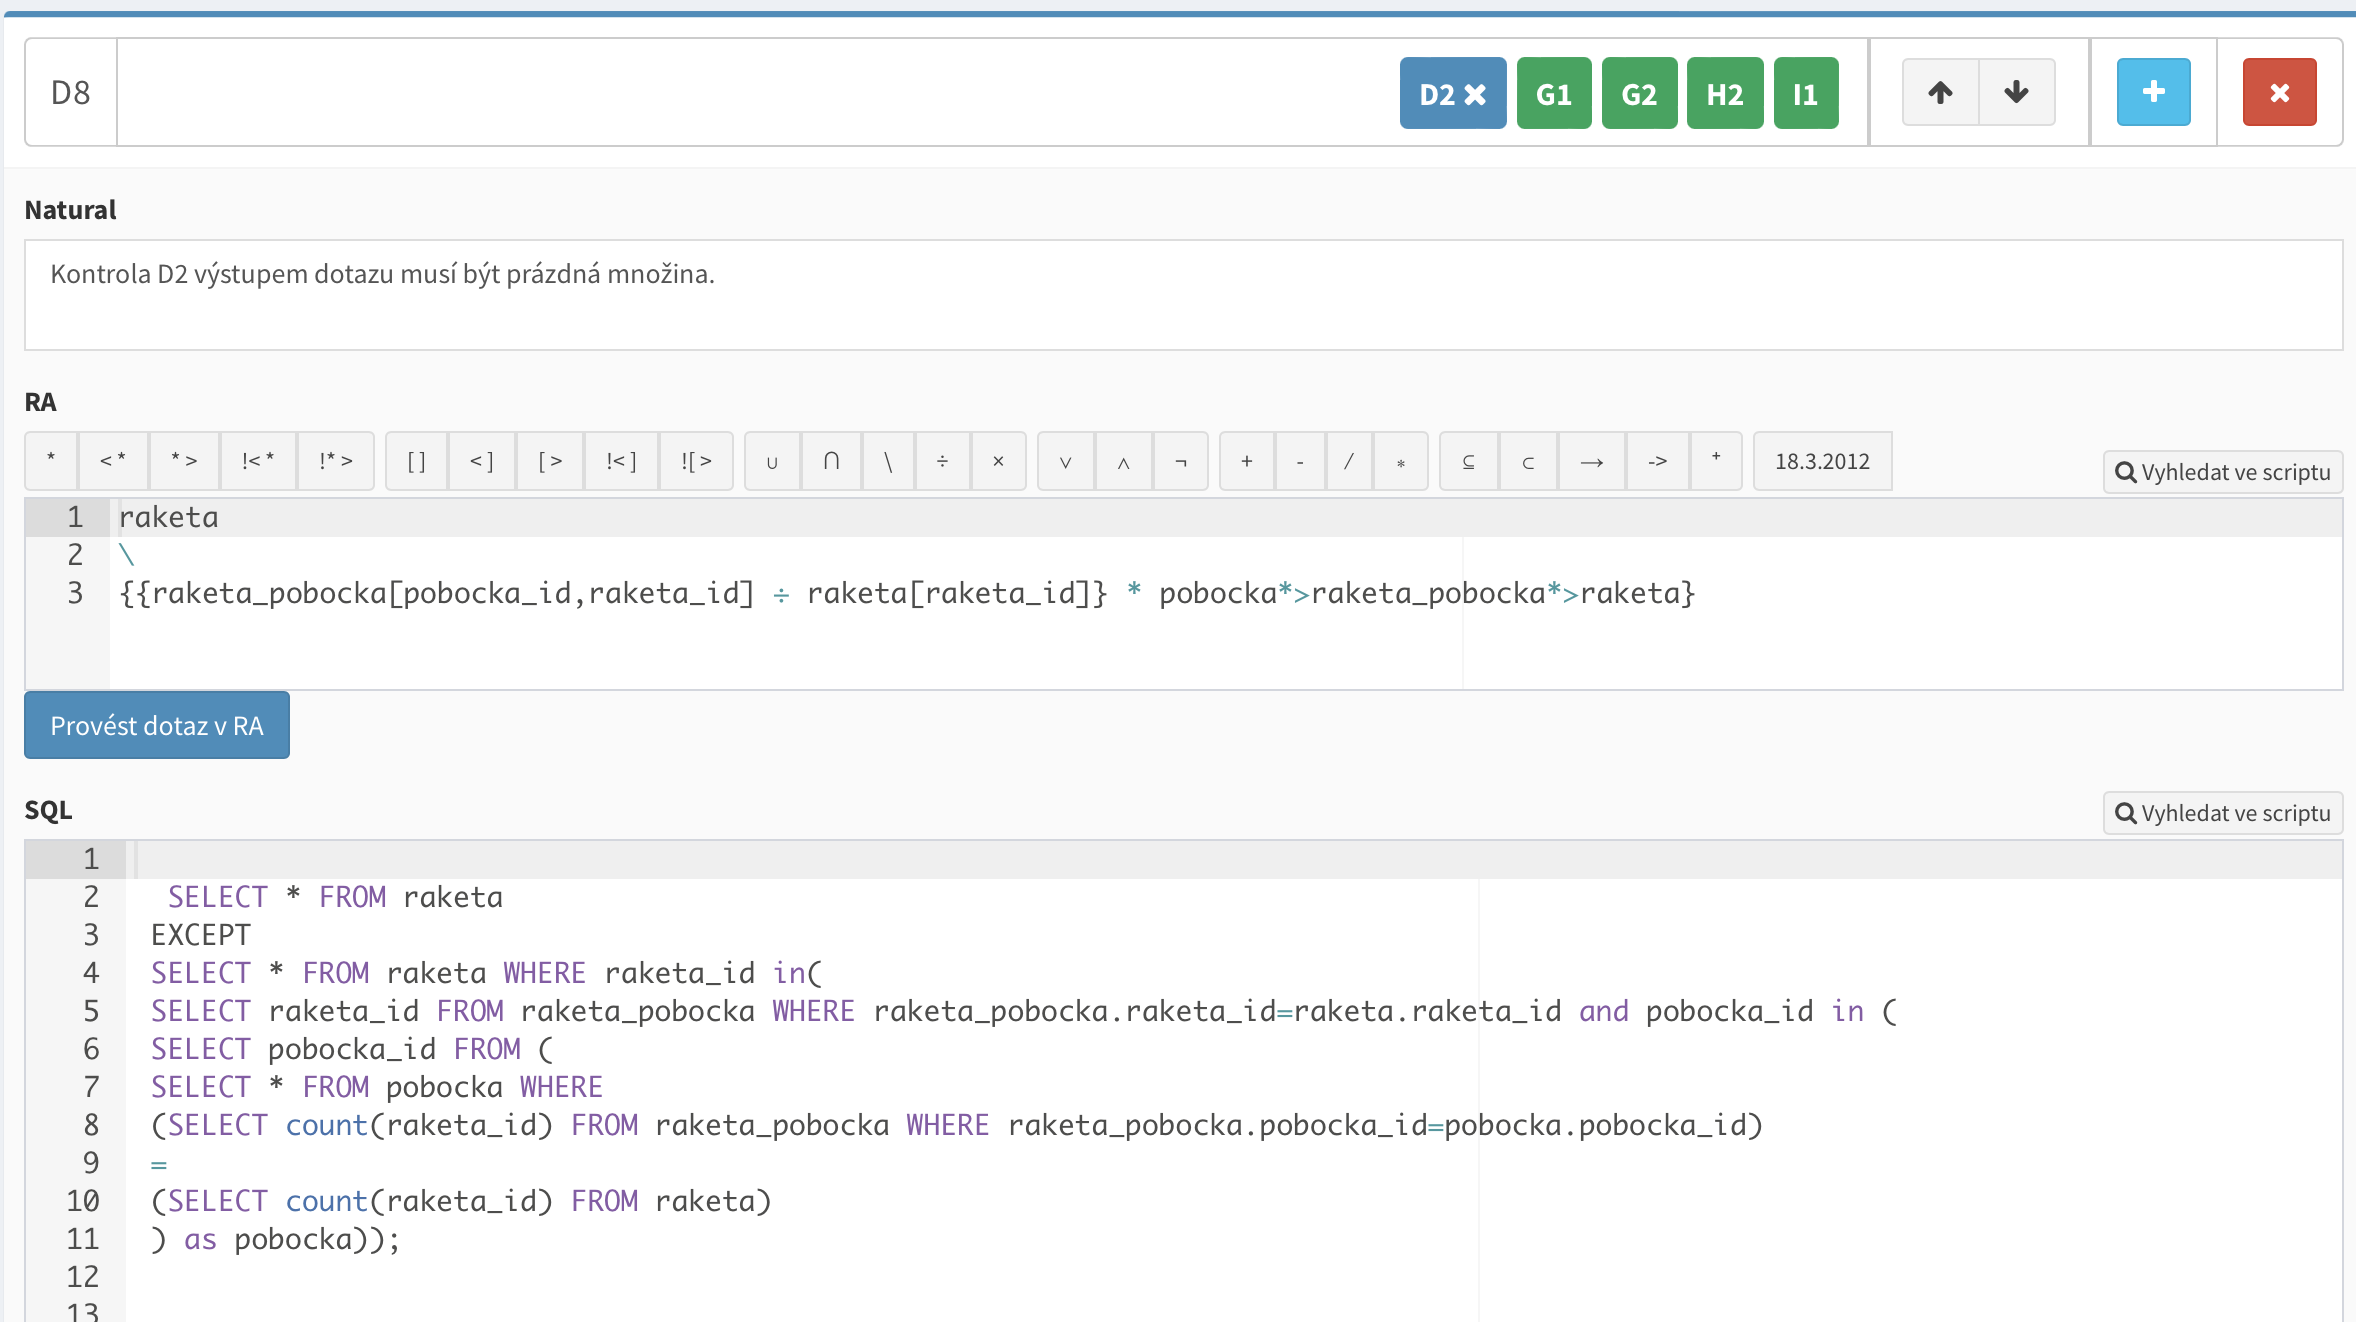 D8 D2 ✖ G1 G2 H2 I1
Natural
Kontrola D2 výstupem dotazu musí být prázdná množina.
RA
* <* *> !<* !*> [] <] [> !<] ![> ∪ ⋂ \ ÷ × ∨ ∧ ¬ + - / * ⊆ ⊂ → -> + 18.3.2012 Vyhledat ve scriptu
1 raketa
2 \
3 {{raketa_pobocka[pobocka_id,raketa_id] ÷ raketa[raketa_id]} * pobocka*>raketa_pobocka*>raketa}
Provést dotaz v RA
SQL Vyhledat ve scriptu
1
2 SELECT * FROM raketa
3 EXCEPT
4 SELECT * FROM raketa WHERE raketa_id in(
5 SELECT raketa_id FROM raketa_pobocka WHERE raketa_pobocka.raketa_id=raketa.raketa_id and pobocka_id in (
6 SELECT pobocka_id FROM (
7 SELECT * FROM pobocka WHERE
8 (SELECT count(raketa_id) FROM raketa_pobocka WHERE raketa_pobocka.pobocka_id=pobocka.pobocka_id)
9 =
10 (SELECT count(raketa_id) FROM raketa)
11 ) as pobocka));
12
13